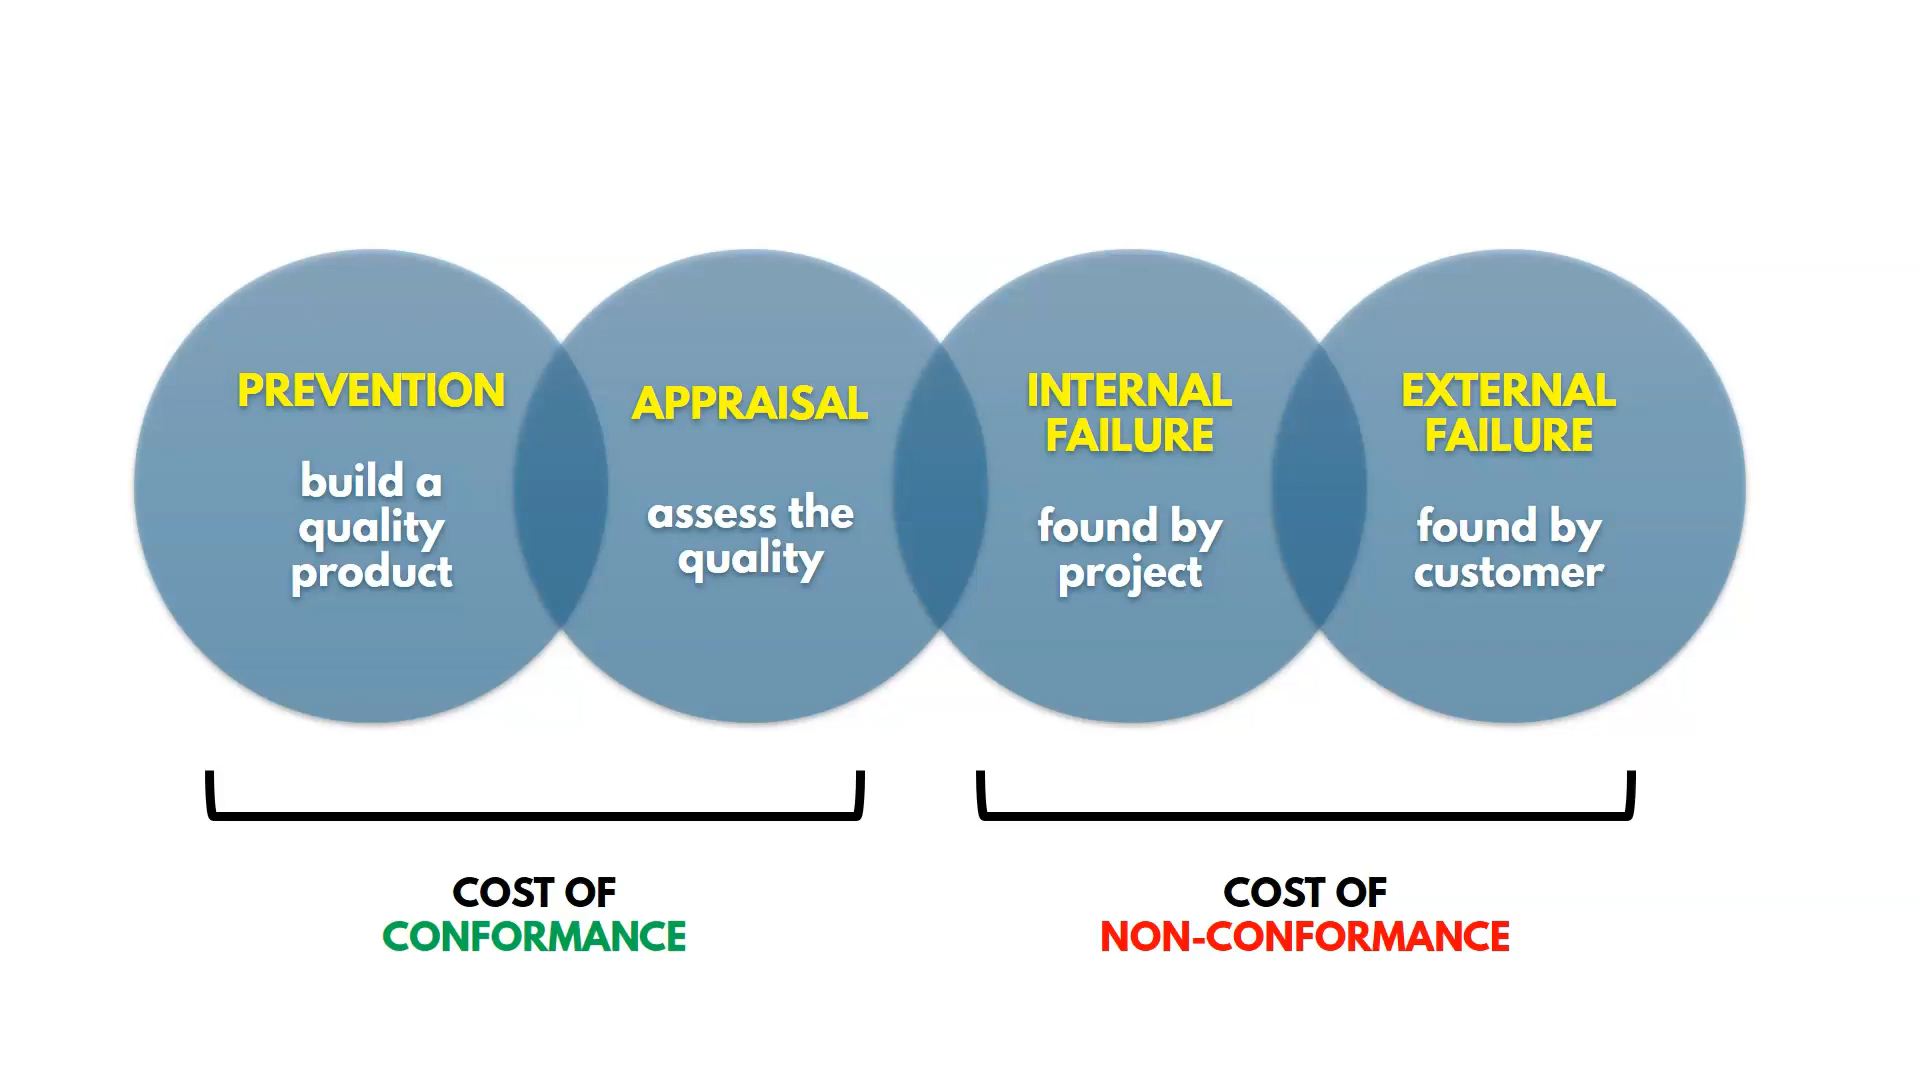 PREVENTION
build a
quality
product
APPRAISAL
assess the
quality
INTERNAL
FAILURE
found by
project
EXTERNAL
FAILURE
found by
customer
COST OF
CONFORMANCE
COST OF
NON-CONFORMANCE